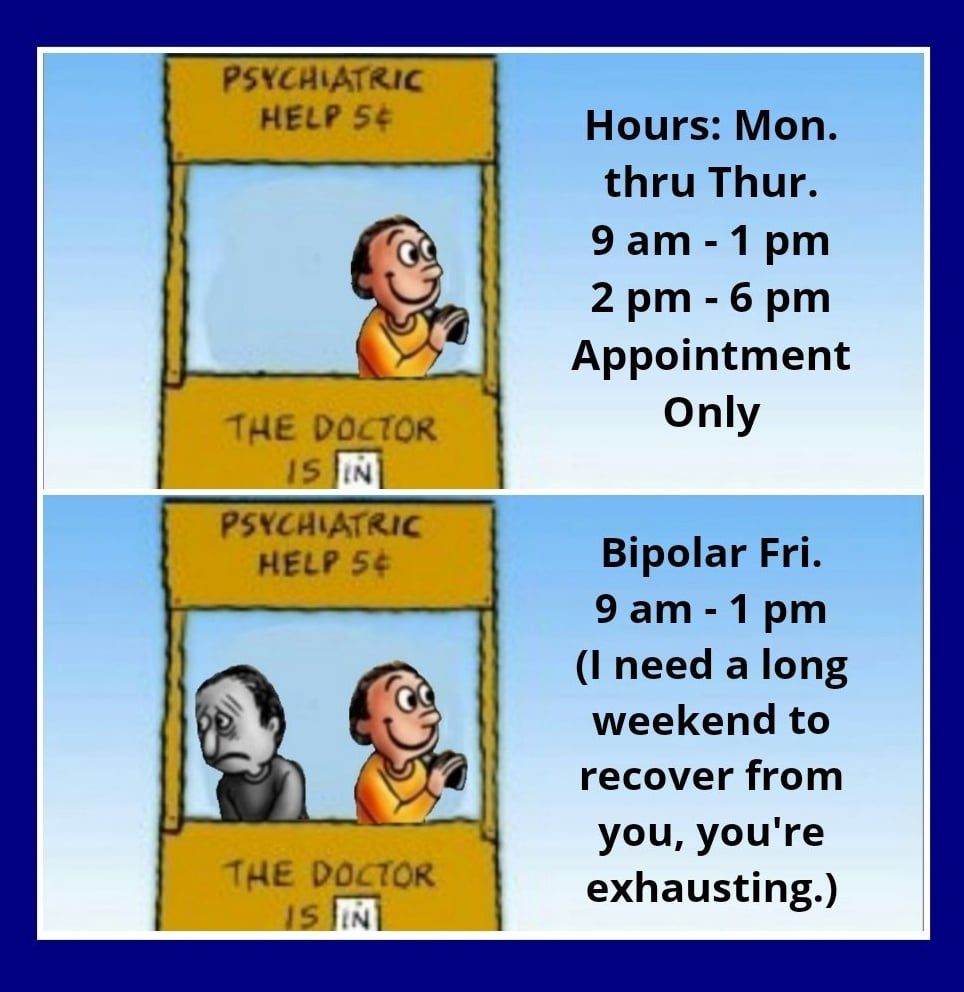 PSYCHIATRIC
HELP 5¢
Hours: Mon.
thru Thur.
9 am - 1 pm
2 pm - 6 pm
Appointment
Only
THE DOCTOR
IS IN
PSYCHIATRIC
HELP 5¢
Bipolar Fri.
9 am - 1 pm
(I need a long
weekend to
recover from
you, you're
exhausting.)
THE DOCTOR
IS IN